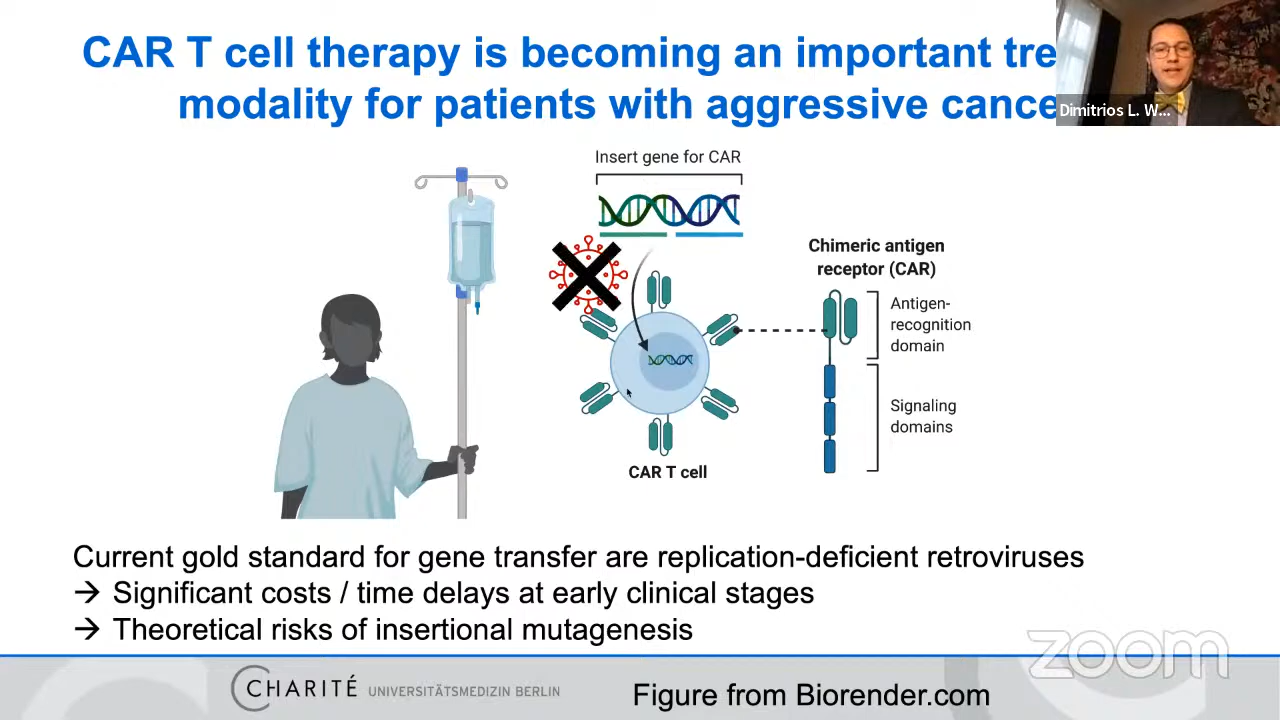 CAR T cell therapy is becoming an important tre
modality for patients with aggressive cance
Dimitrios L. W...
Insert gene for CAR
Chimeric antigen
receptor (CAR)
Antigen-
recognition
domain
Signaling
domains
CAR T cell
Current gold standard for gene transfer are replication-deficient retroviruses
→ Significant costs / time delays at early clinical stages
→ Theoretical risks of insertional mutagenesis
zoom
CHARITÉ UNIVERSITÄTSMEDIZIN BERLIN
Figure from Biorender.com